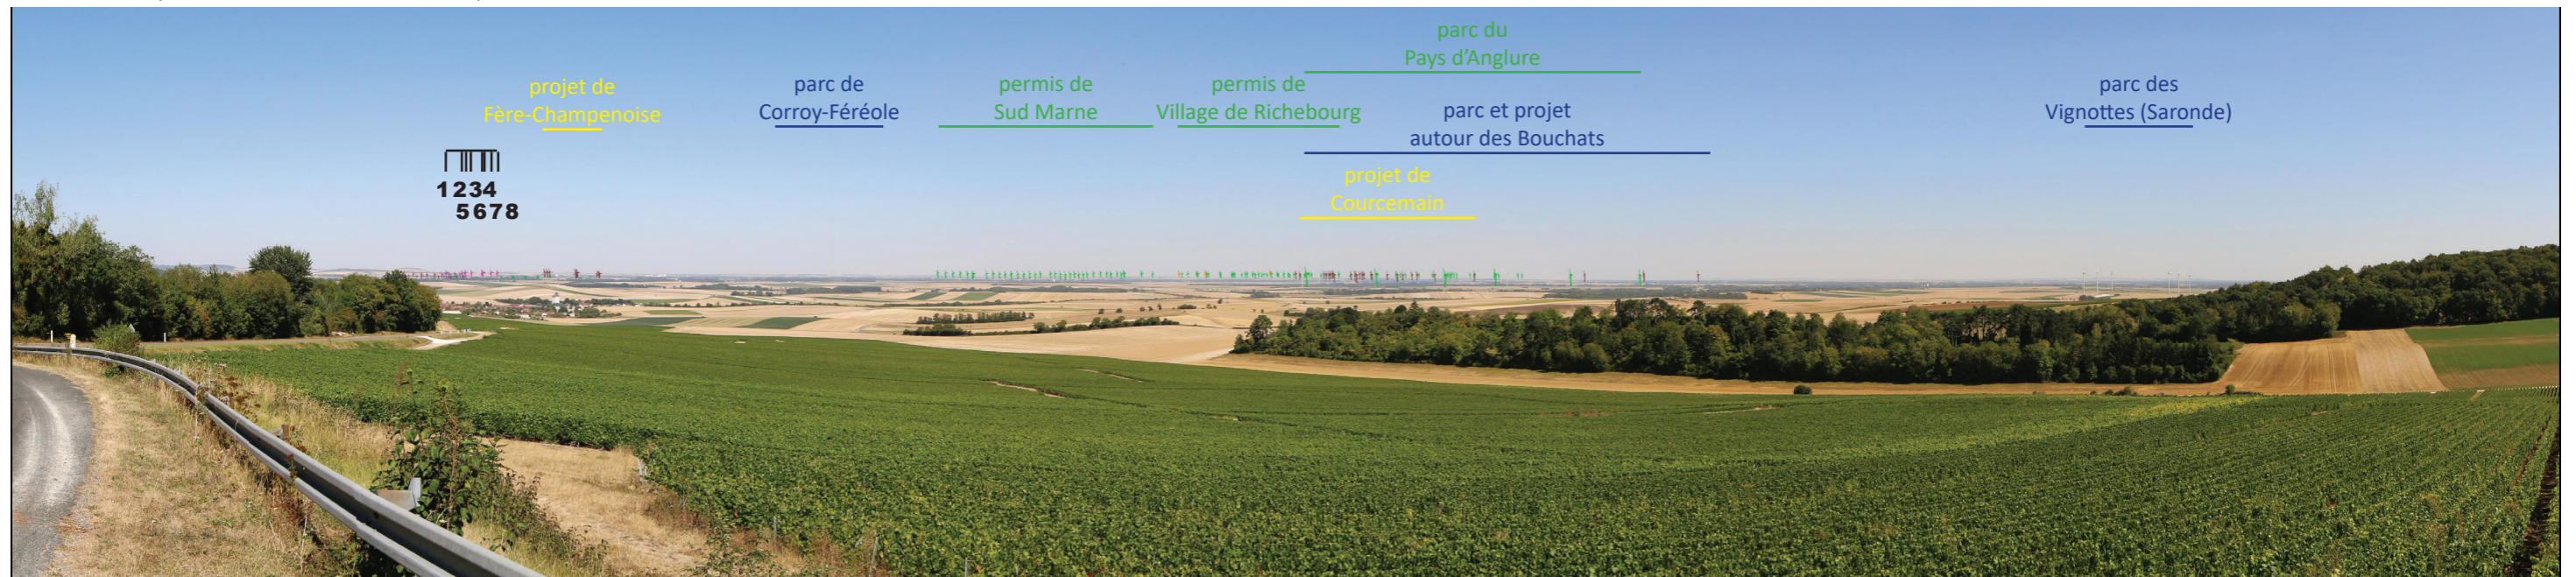 projet de
Fère-Champenoise
1234
5678
parc de
Corroy-Féréole
permis de
Sud Marne
permis de
Village de Richebourg
parc du
Pays d'Anglure
parc et projet
autour des Bouchats
projet de
Courcemain
parc des
Vignottes (Saronde)